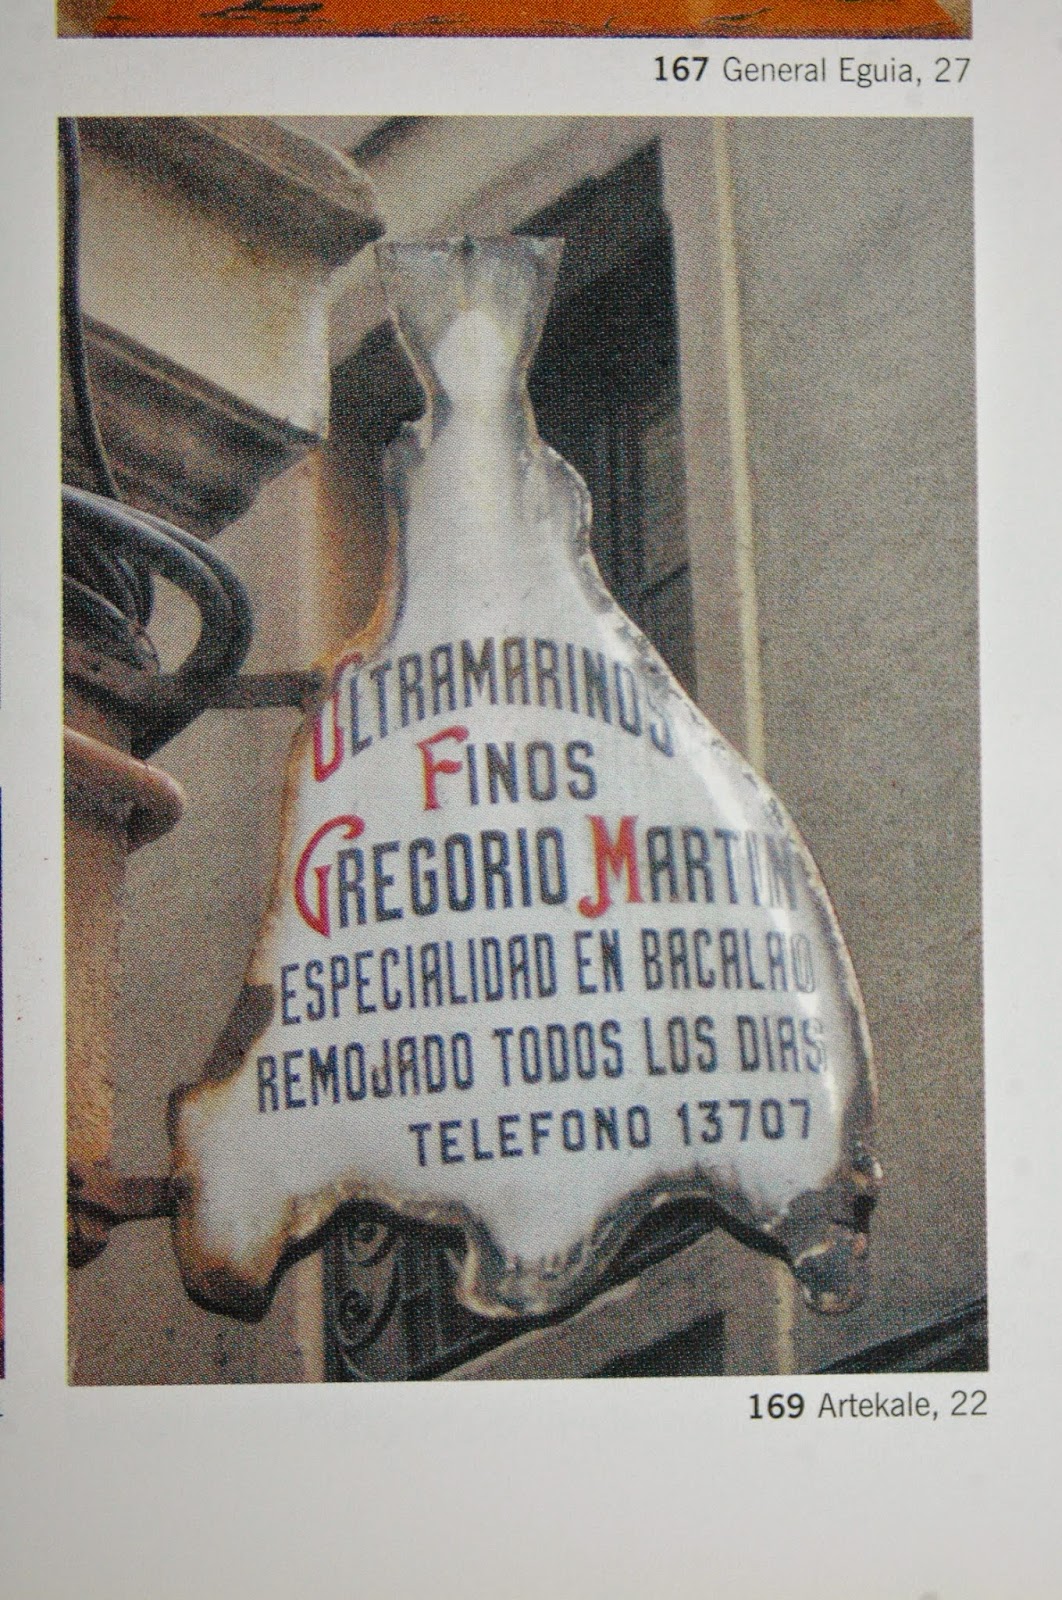 167 General Eguia, 27
ULTRAMARINOS
FINOS
GREGORIO MARTIN
ESPECIALIDAD EN BACALAO
REMOJADO TODOS LOS DIAS
TELEFONO 13707
169 Artekale, 22